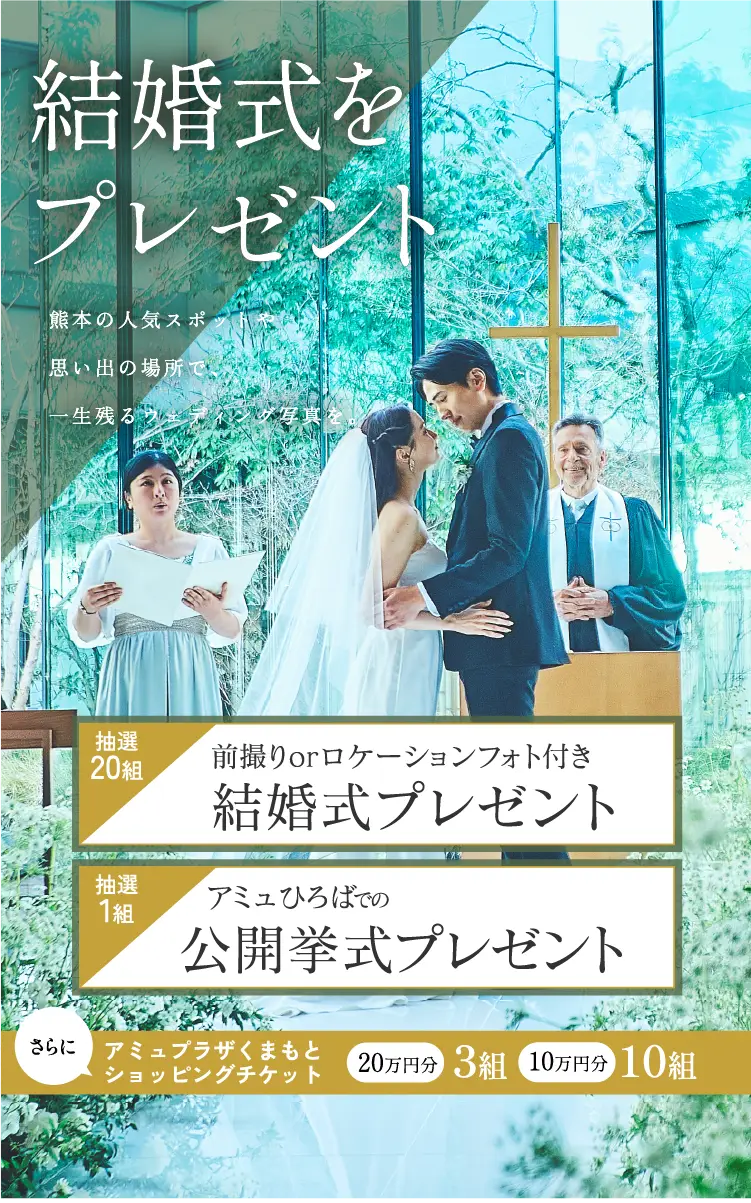 結婚式を
プレゼント
熊本の人気スポットや
思い出の場所で、
一生残るウェディング写真を。
抽選
20組
前撮りorロケーションフォト付き
結婚式プレゼント
抽選
1組
アミュひろばでの
公開挙式プレゼント
さらに
アミュプラザくまもと
ショッピングチケット
20万円分 3組 10万円分 10組